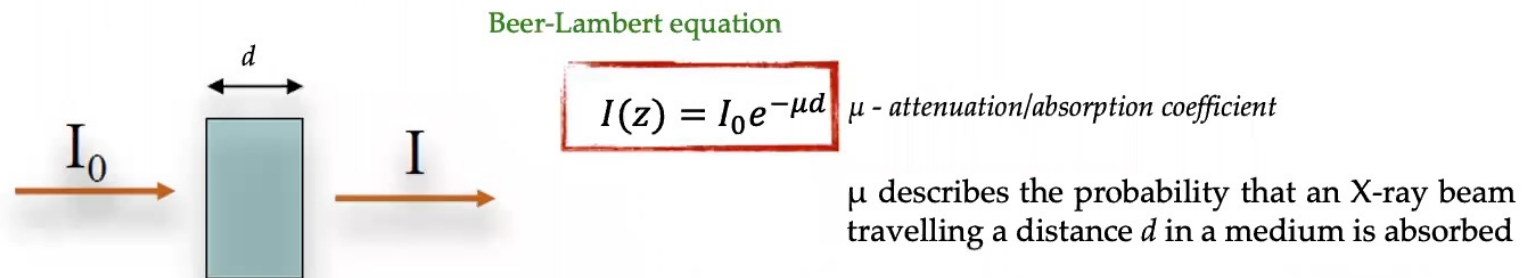 Beer-Lambert equation
d
I(z) = I₀e^{−μd}
μ - attenuation/absorption coefficient
I₀
I
μ describes the probability that an X-ray beam
travelling a distance d in a medium is absorbed